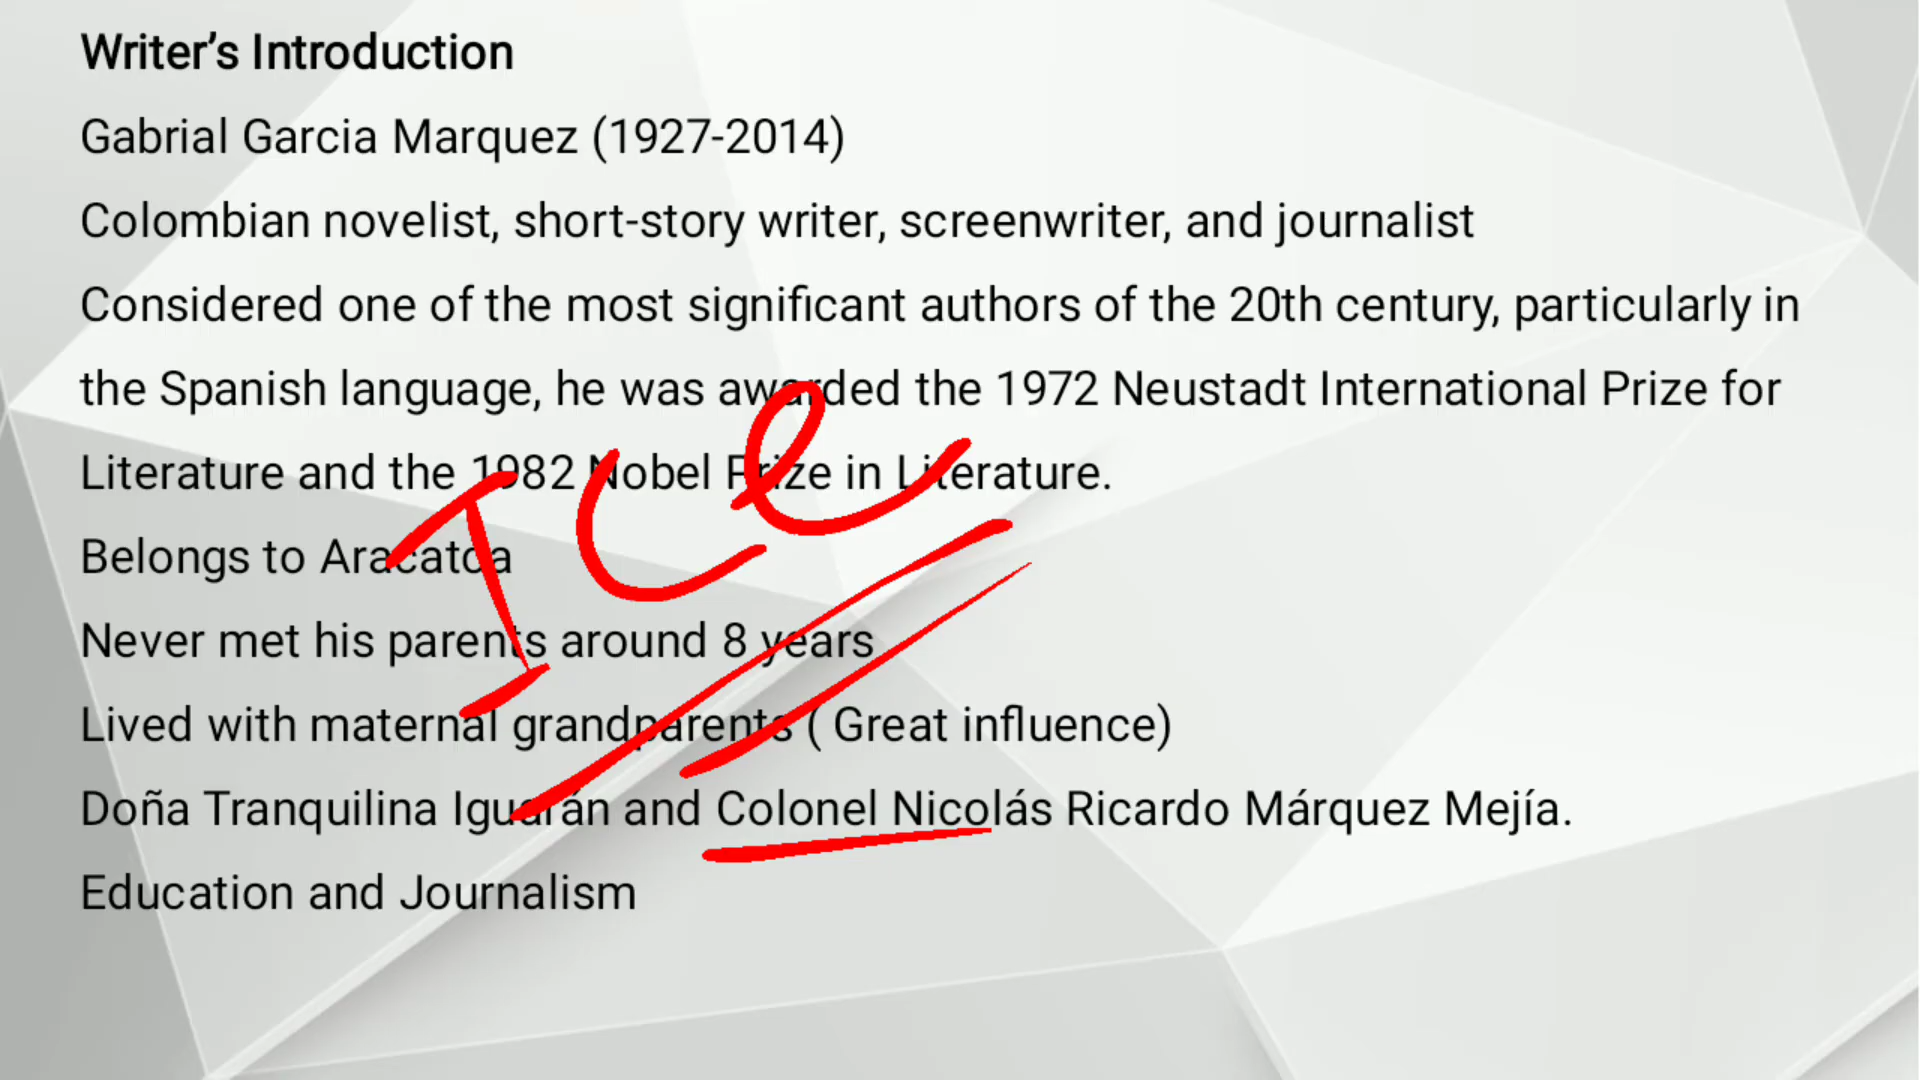 Writer’s Introduction
Gabrial Garcia Marquez (1927-2014)
Colombian novelist, short-story writer, screenwriter, and journalist
Considered one of the most significant authors of the 20th century, particularly in
the Spanish language, he was awarded the 1972 Neustadt International Prize for
Literature and the 1982 Nobel Prize in Literature.
Ice
Belongs to Aracatca
Never met his parents around 8 years
Lived with maternal grandparents ( Great influence)
Doña Tranquilina Iguarán and Colonel Nicolás Ricardo Márquez Mejía.
Education and Journalism